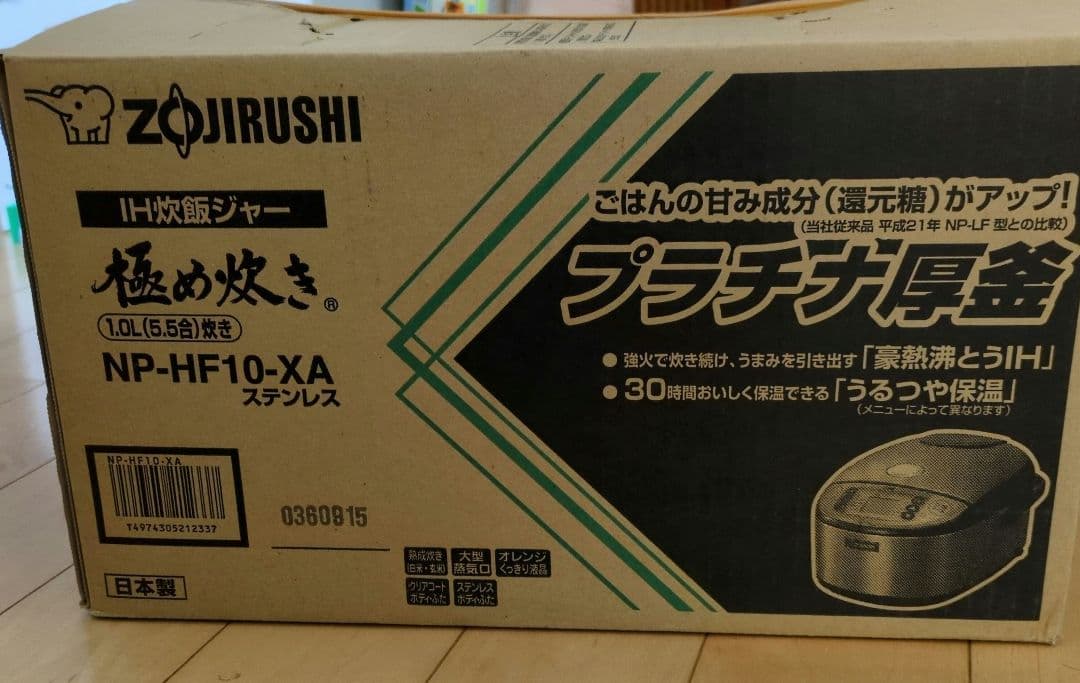 ZOJIRUSHI
IH炊飯ジャー
極め炊き®
1.0L(5.5合)炊き
NP-HF10-XA
ステンレス
NP-HF10-XA
T4974305212337
0360815
日本製
熟成炊き
(白米・玄米)
大型
蒸気口
オレンジ
くっきり液晶
クリアコート
ボディ・ふた
ステンレス
ボディ・ふた
ごはんの甘み成分(還元糖)がアップ!
(当社従来品 平成21年 NP-LF 型との比較)
プラチナ厚釜
● 強火で炊き続け、うまみを引き出す「豪熱沸とうIH」
● 30時間おいしく保温できる「うるつや保温」
(メニューによって異なります)